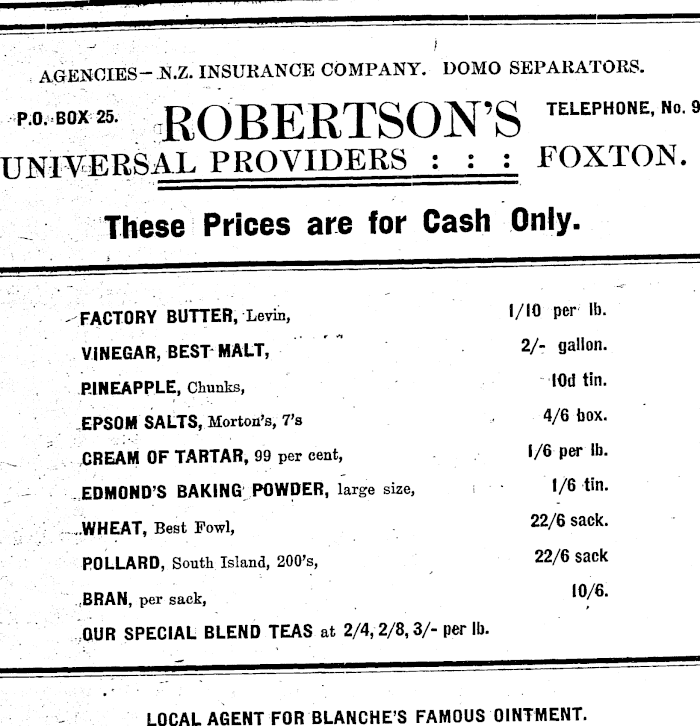 AGENCIES— N.Z. INSURANCE COMPANY. DOMO SEPARATORS.
P.O. BOX 25. ROBERTSON'S TELEPHONE, No. 9
UNIVERSAL PROVIDERS : : : FOXTON.
These Prices are for Cash Only.
FACTORY BUTTER, Levin, 1/10 per lb.
VINEGAR, BEST MALT, 2/- gallon.
PINEAPPLE, Chunks, 10d tin.
EPSOM SALTS, Morton's, 7's 4/6 box.
CREAM OF TARTAR, 99 per cent, 1/6 per lb.
EDMOND'S BAKING POWDER, large size, 1/6 tin.
WHEAT, Best Fowl, 22/6 sack.
POLLARD, South Island, 200's, 22/6 sack
BRAN, per sack, 10/6.
OUR SPECIAL BLEND TEAS at 2/4, 2/8, 3/- per lb.
LOCAL AGENT FOR BLANCHE'S FAMOUS OINTMENT.